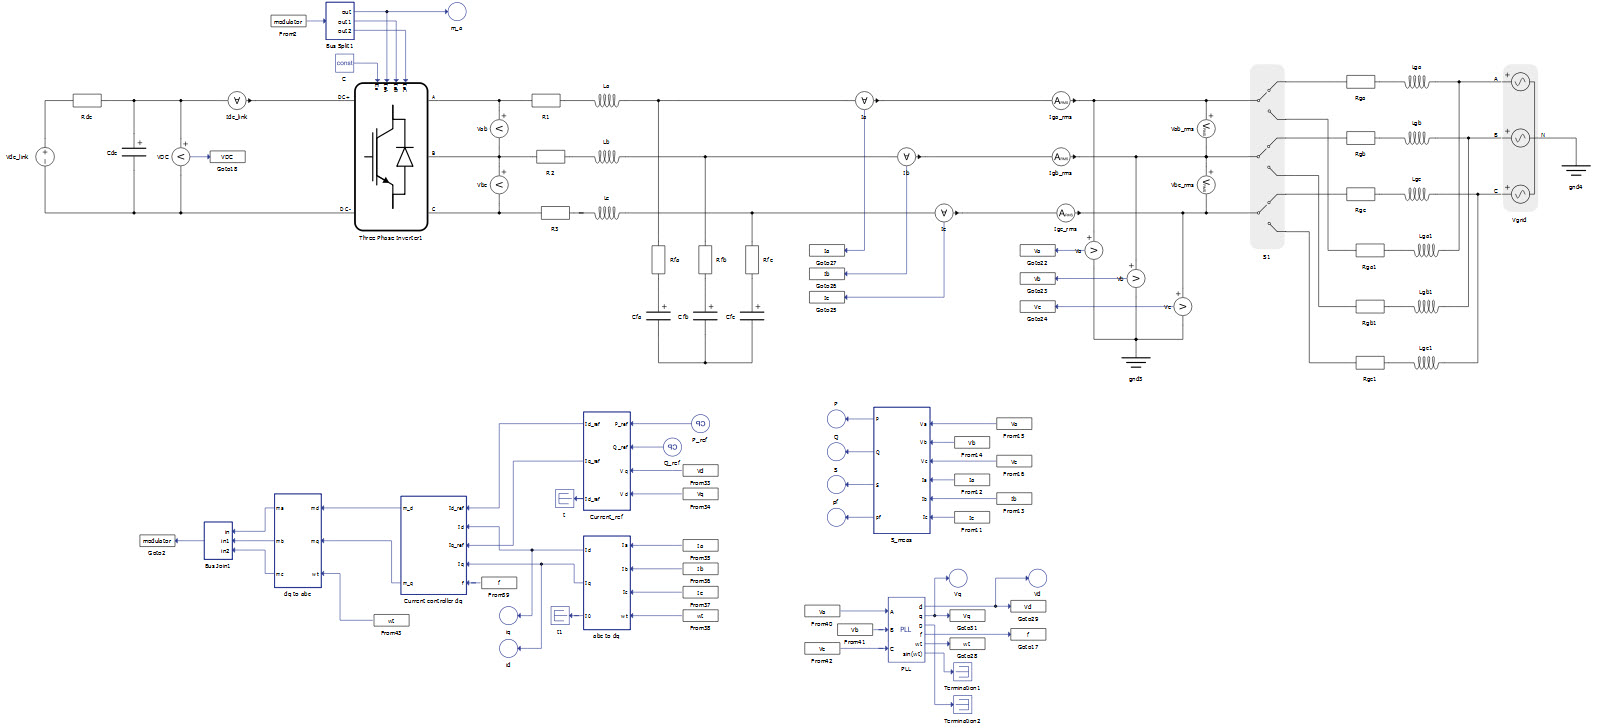 modulator
From2
out
out1
out2
Bus Split1
m_a
const
C
Rdc
Idc_link
DC+
A
R1
La
Ia
Iga_rms
Rga
Lga
A
Vdc_link
Cdc
VDC
VDC
Goto18
Vab
B
R2
Lb
Ib
Igb_rms
Vab_rms
Rgb
Lgb
B
N
gnd4
Vbc
Vbc_rms
DC-
C
R3
Lc
Ic
Igc_rms
Rgc
Lgc
C
Vgrid
Three Phase Inverter1
S1
Rfa
Rfb
Rfc
Ia
Goto27
Ib
Goto26
Ic
Goto25
Va
Goto22
Va
Vb
Goto23
Vb
Vc
Goto24
Vc
Lga1
Rga1
Lgb1
Rgb1
Lgc1
Rgc1
Cfa
Cfb
Cfc
gnd3
Id_ref
P_ref
CP
P_ref
Q_ref
CP
Q_ref
Iq_ref
Vq
Vd
From33
Id_ref
Vd
Vq
From34
t
Current_ref
P
Q
S
pf
P
Q
S
pf
Va
Vb
Vc
Ia
Ib
Ic
S_meas
Va
From15
Vb
From14
Vc
From16
Ia
From12
Ib
From13
Ic
From11
modulator
Goto2
in
in1
in2
Bus Join1
ma
mb
mc
md
mq
wt
dq to abc
wt
From43
m_d
m_q
Id_ref
Id
Iq_ref
Iq
f
Current controller dq
f
From39
Iq
Id
Id
Iq
I0
Ia
Ib
Ic
wt
abc to dq
t1
Ia
From35
Ib
From36
Ic
From37
wt
From38
Va
From40
Vb
From41
Vc
From42
A
B
C
PLL
d
q
0
f
wt
sin(wt)
PLL
Vq
Vd
Vd
Goto29
Vq
Goto31
f
Goto17
wt
Goto28
Termination1
Termination2